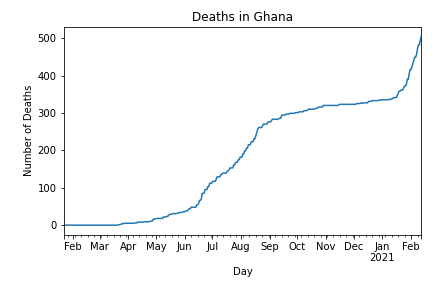 Deaths in Ghana
Number of Deaths
500
400
300
200
100
0
Feb Mar Apr May Jun Jul Aug Sep Oct Nov Dec Jan Feb
2021
Day